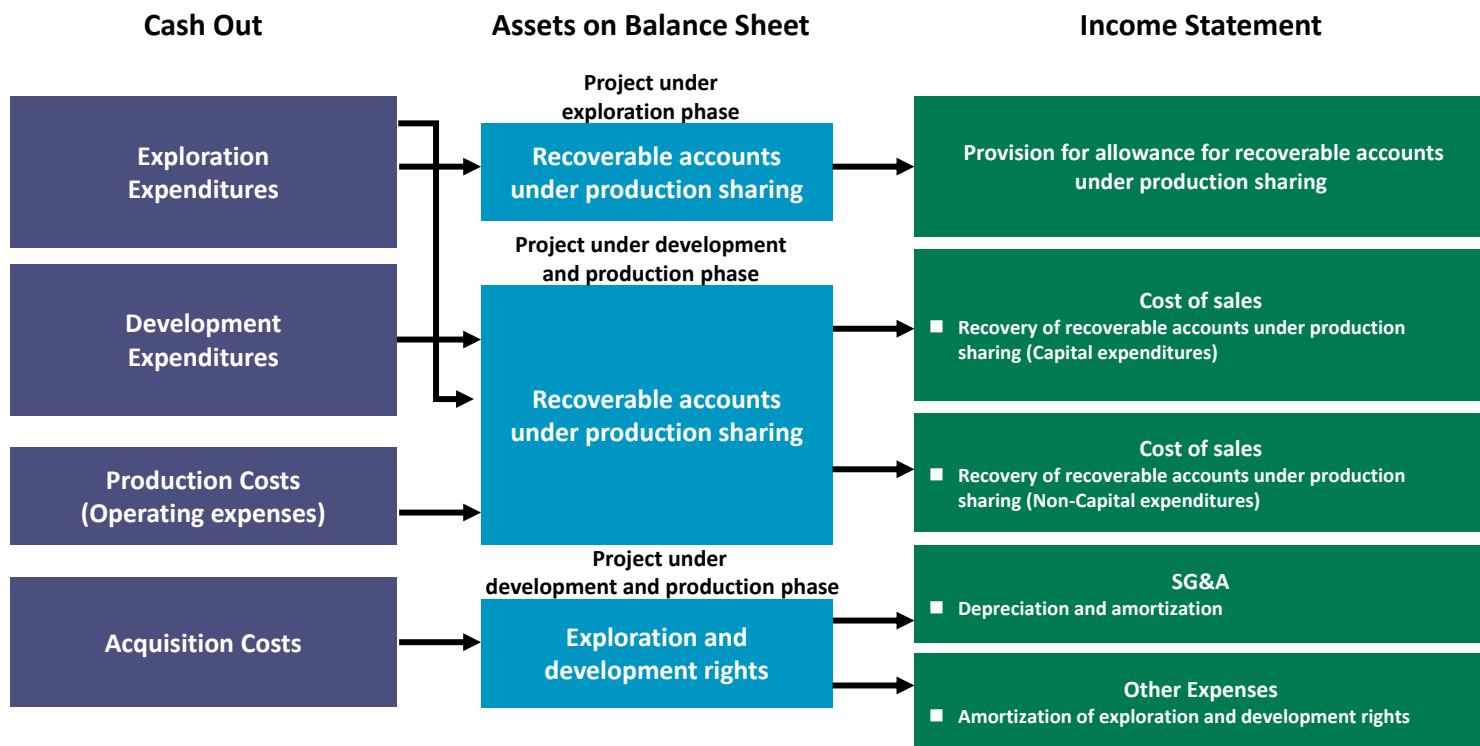 Cash Out
Assets on Balance Sheet
Income Statement
Exploration
Expenditures
Project under
exploration phase
Recoverable accounts
under production sharing
Provision for allowance for recoverable accounts
under production sharing
Development
Expenditures
Project under development
and production phase
Recoverable accounts
under production sharing
Cost of sales
■ Recovery of recoverable accounts under production
sharing (Capital expenditures)
Production Costs
(Operating expenses)
Cost of sales
■ Recovery of recoverable accounts under production
sharing (Non-Capital expenditures)
Acquisition Costs
Project under
development and production phase
Exploration and
development rights
SG&A
■ Depreciation and amortization
Other Expenses
■ Amortization of exploration and development rights